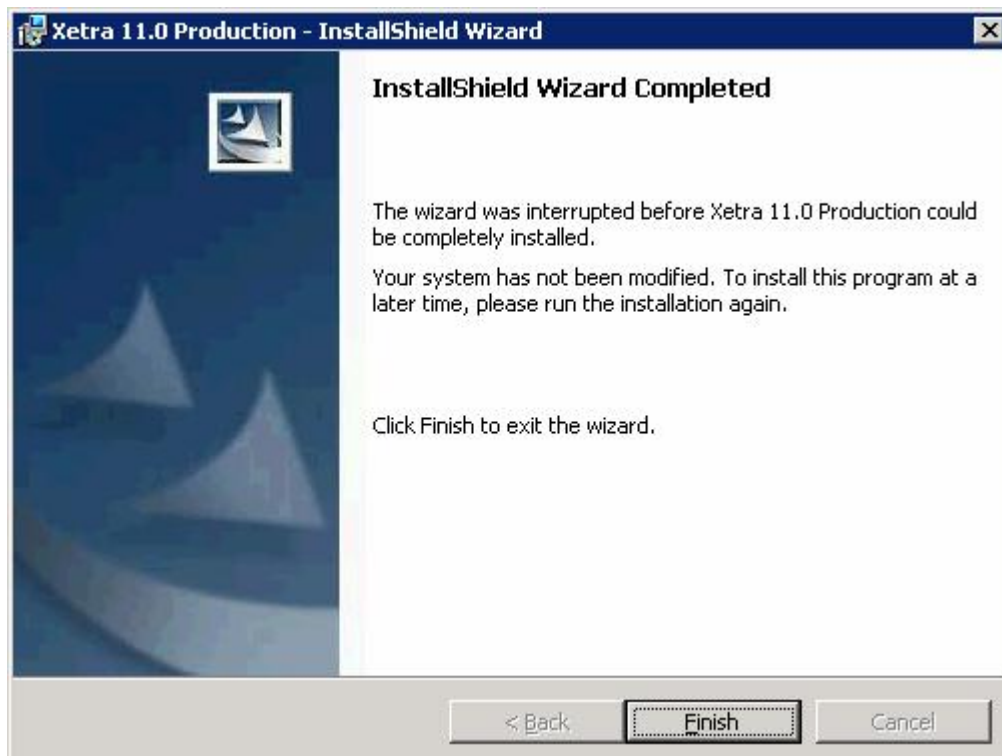 Xetra 11.0 Production - InstallShield Wizard
InstallShield Wizard Completed
The wizard was interrupted before Xetra 11.0 Production could
be completely installed.
Your system has not been modified. To install this program at a
later time, please run the installation again.
Click Finish to exit the wizard.
< Back
Finish
Cancel